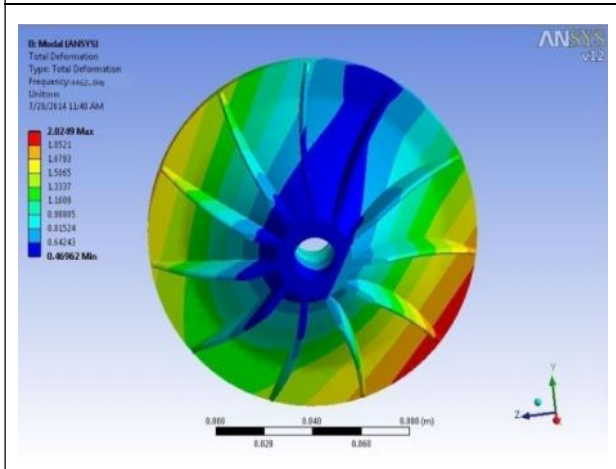 B: Modal (ANSYS)
Total Deformation
Type: Total Deformation
Frequency:
Unit: m
7/20/2014 11:40 AM
2.0249 Max
1.8521
1.6793
1.5065
1.3337
1.1609
0.98805
0.81524
0.64243
0.46962 Min
ANSYS
v12
Y
Z
X
0.000
0.040
0.080 (m)
0.020
0.060